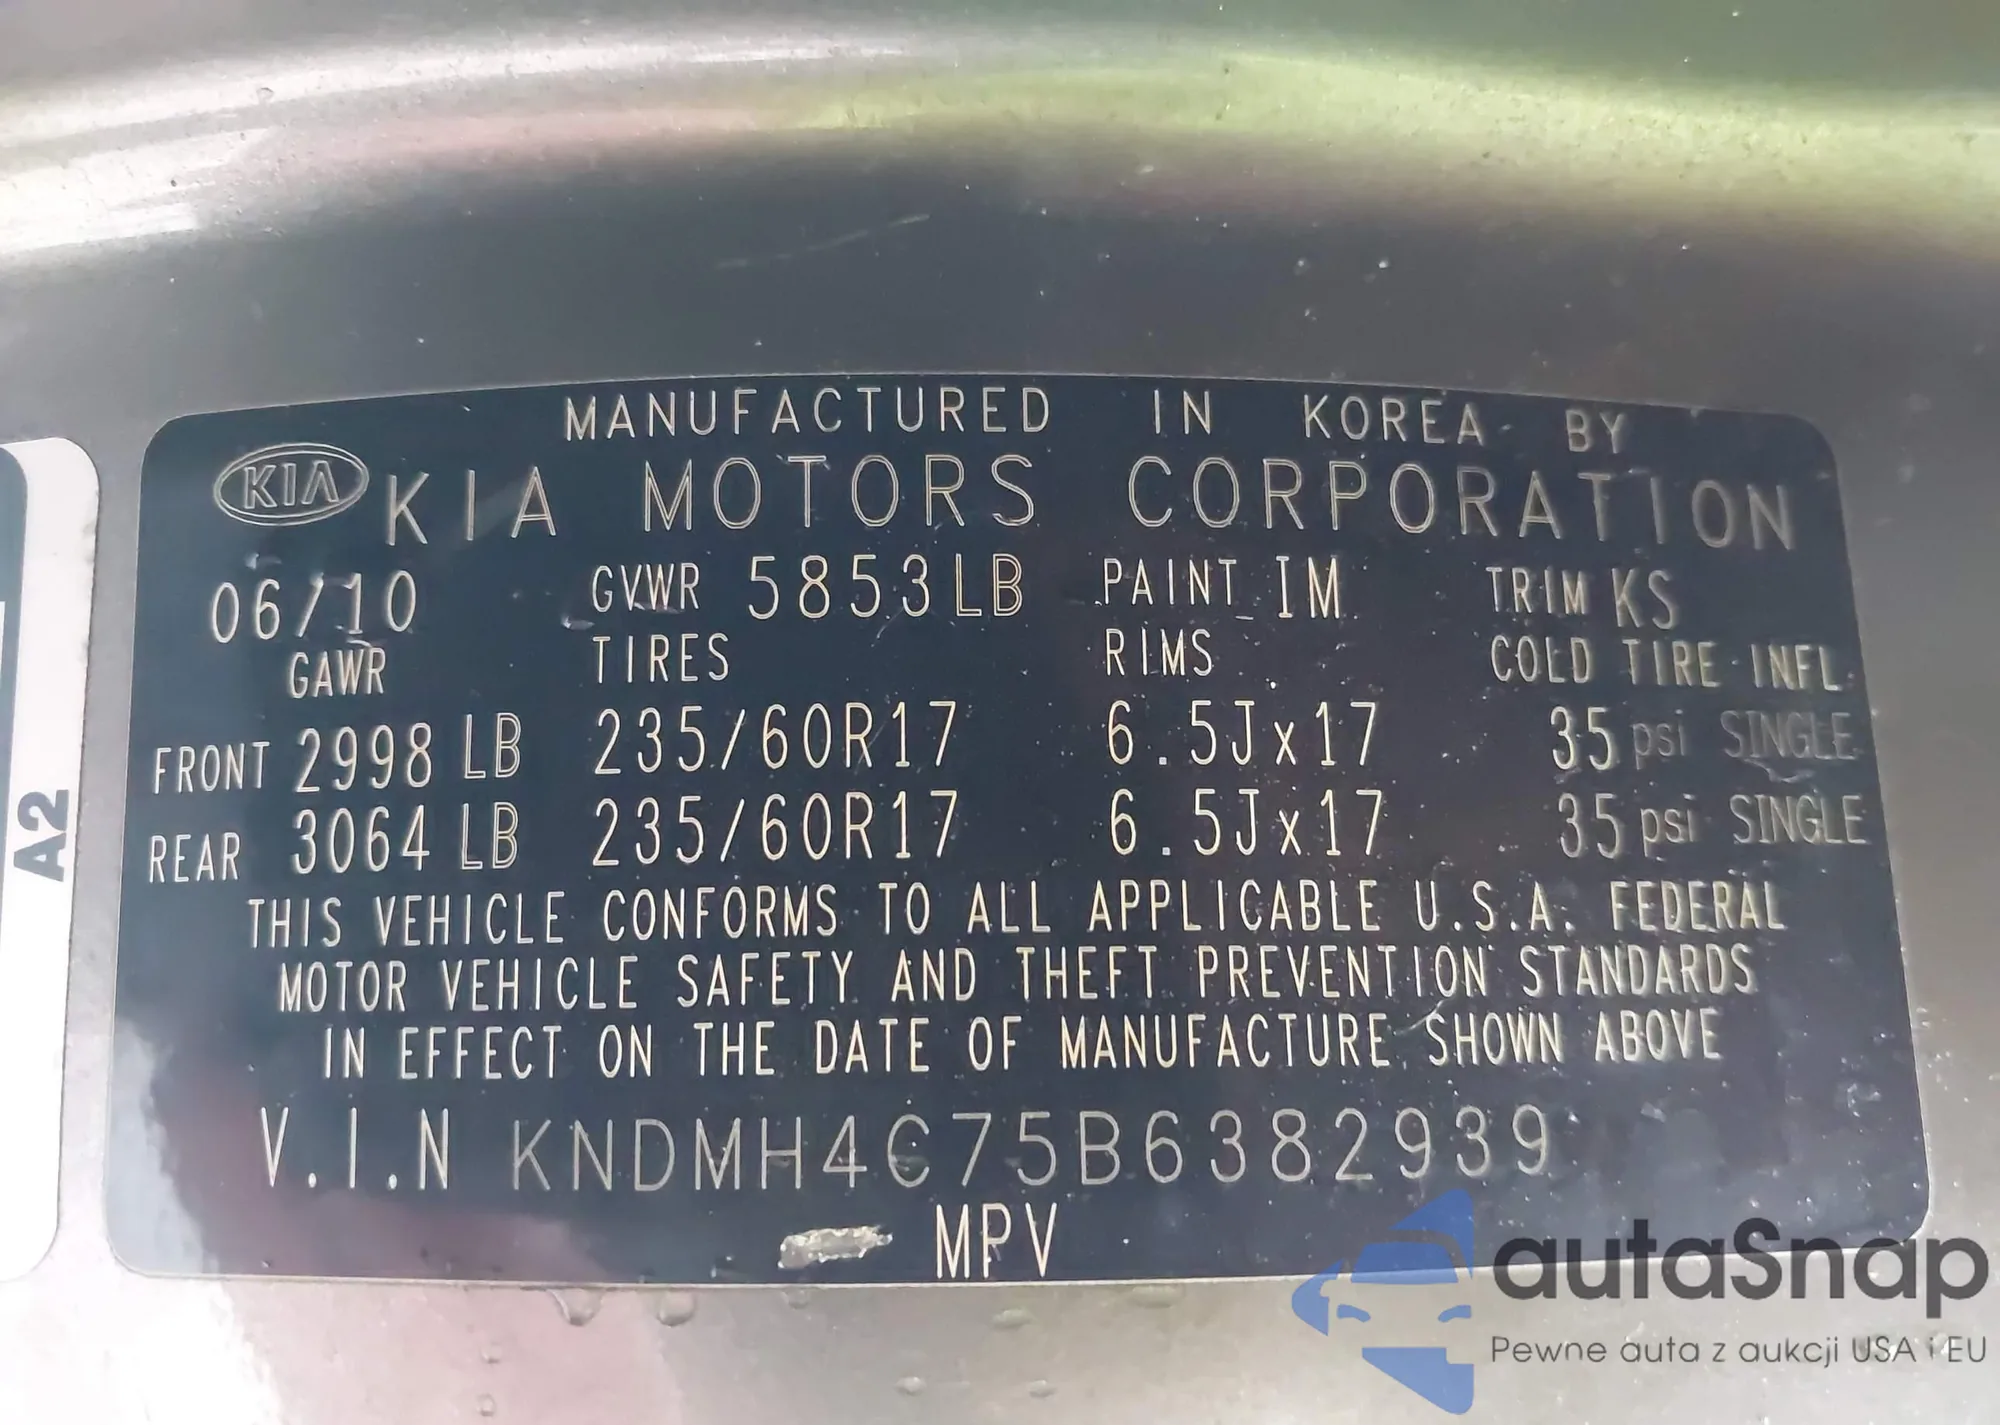 MANUFACTURED IN KOREA BY
KIA KIA MOTORS CORPORATION
06/10 GVWR 5853LB PAINT IM TRIM KS
GAWR TIRES RIMS COLD TIRE INFL.
FRONT 2998 LB 235/60R17 6.5Jx17 35 psi SINGLE
REAR 3064 LB 235/60R17 6.5Jx17 35 psi SINGLE
THIS VEHICLE CONFORMS TO ALL APPLICABLE U.S.A. FEDERAL
MOTOR VEHICLE SAFETY AND THEFT PREVENTION STANDARDS
IN EFFECT ON THE DATE OF MANUFACTURE SHOWN ABOVE
V.I.N KNDMH4C75B6382939
MPV
A2
autaSnap
Pewne auta z aukcji USA i EU